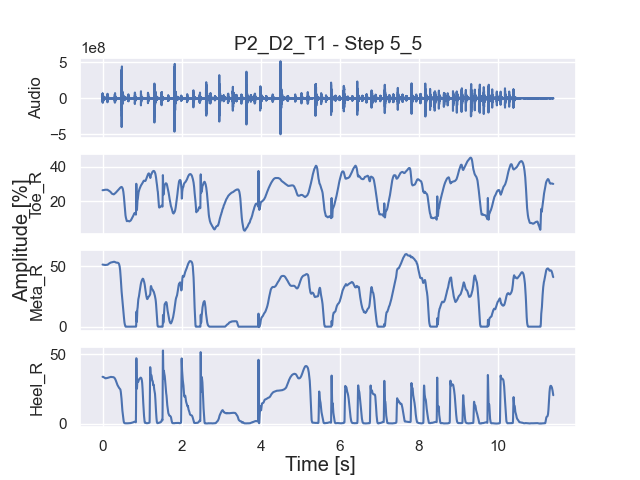 P2_D2_T1 - Step 5_5
1e8
5
0
−5
Audio
40
20
Toe_R
Amplitude [%]
50
0
Meta_R
50
0
Heel_R
0 2 4 6 8 10
Time [s]